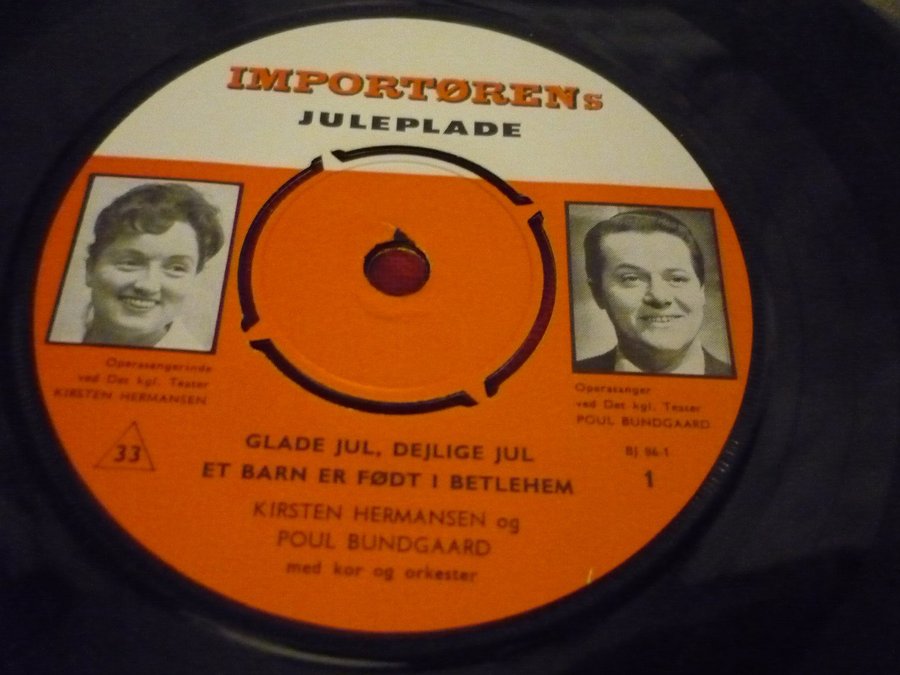 IMPORTØRENs
JULEPLADE
Operasangerinde
ved Det kgl. Teater
KIRSTEN HERMANSEN
Operasanger
ved Det kgl. Teater
POUL BUNDGAARD
33
GLADE JUL, DEJLIGE JUL
ET BARN ER FØDT I BETLEHEM
BJ
1
KIRSTEN HERMANSEN og
POUL BUNDGAARD
med kor og orkester